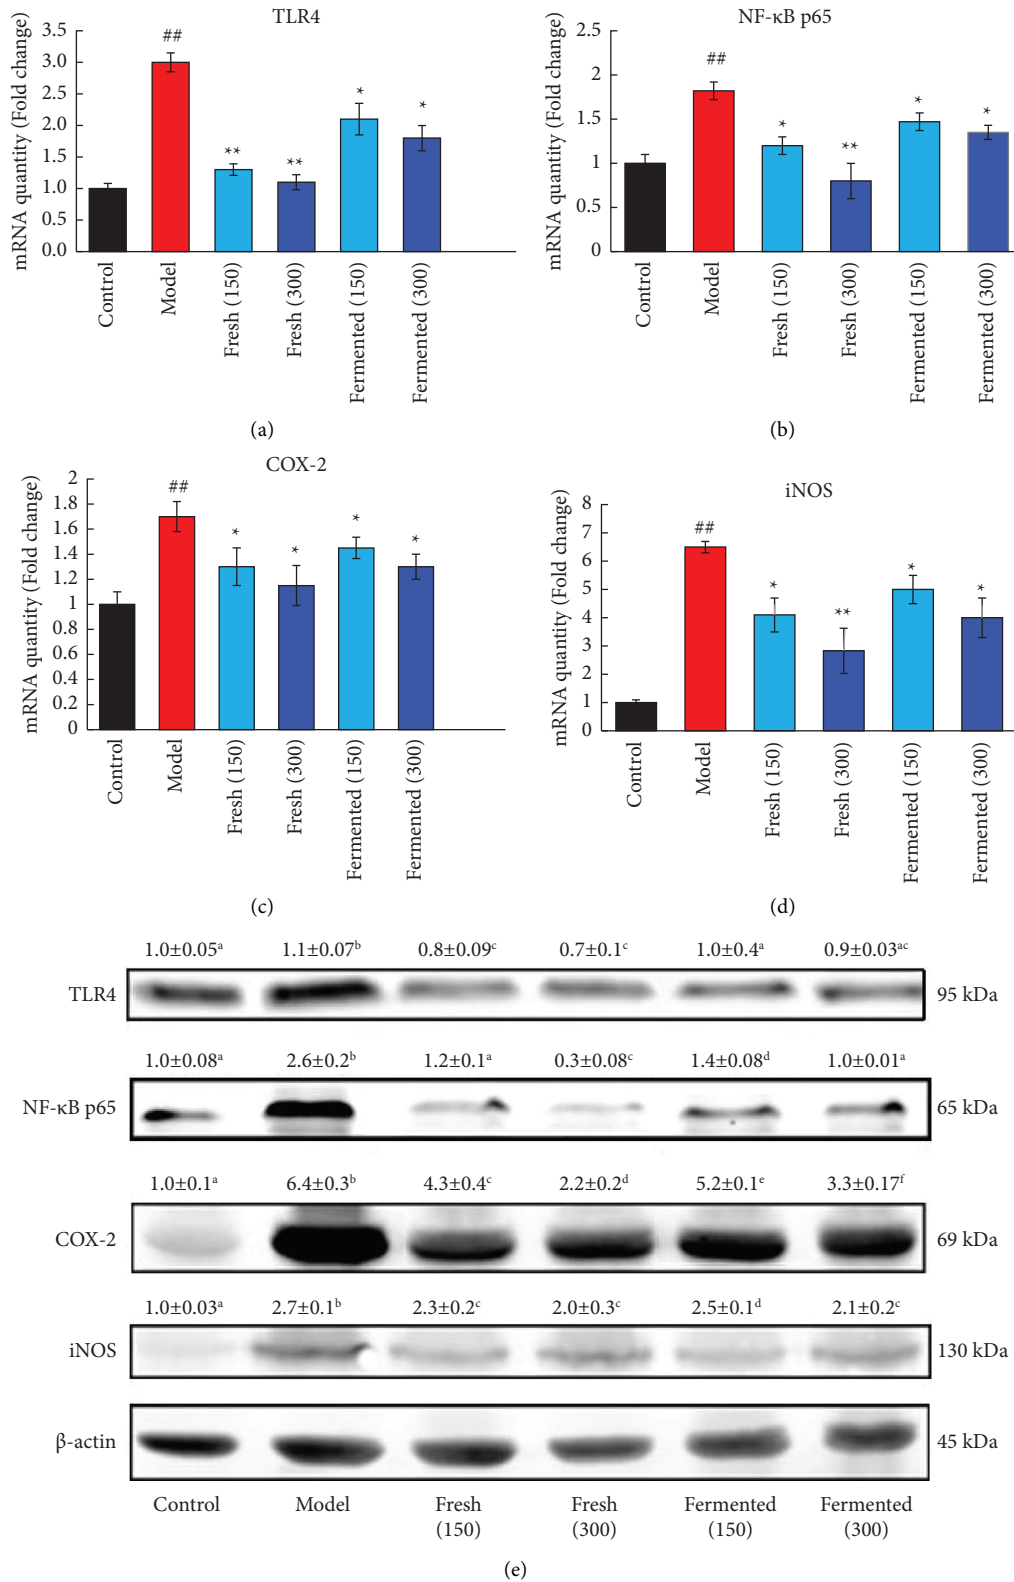 TLR4
mRNA quantity (Fold change)
3.5
3.0
2.5
2.0
1.5
1.0
0.5
0.0
##
**
**
*
*
Control
Model
Fresh (150)
Fresh (300)
Fermented (150)
Fermented (300)
(a)
NF-κB p65
mRNA quantity (Fold change)
2.5
2
1.5
1
0.5
0
##
*
**
*
*
Control
Model
Fresh (150)
Fresh (300)
Fermented (150)
Fermented (300)
(b)
COX-2
mRNA quantity (Fold change)
2
1.8
1.6
1.4
1.2
1
0.8
0.6
0.4
0.2
0
##
*
*
*
*
Control
Model
Fresh (150)
Fresh (300)
Fermented (150)
Fermented (300)
(c)
iNOS
mRNA quantity (Fold change)
8
7
6
5
4
3
2
1
0
##
*
**
*
*
Control
Model
Fresh (150)
Fresh (300)
Fermented (150)
Fermented (300)
(d)
1.0±0.05ᵃ 1.1±0.07ᵇ 0.8±0.09ᶜ 0.7±0.1ᶜ 1.0±0.4ᵃ 0.9±0.03ᵃᶜ
TLR4 95 kDa
1.0±0.08ᵃ 2.6±0.2ᵇ 1.2±0.1ᵃ 0.3±0.08ᶜ 1.4±0.08ᵈ 1.0±0.01ᵃ
NF-κB p65 65 kDa
1.0±0.1ᵃ 6.4±0.3ᵇ 4.3±0.4ᶜ 2.2±0.2ᵈ 5.2±0.1ᵉ 3.3±0.17ᶠ
COX-2 69 kDa
1.0±0.03ᵃ 2.7±0.1ᵇ 2.3±0.2ᶜ 2.0±0.3ᶜ 2.5±0.1ᵈ 2.1±0.2ᶜ
iNOS 130 kDa
β-actin 45 kDa
Control Model Fresh Fresh Fermented Fermented
(150) (300) (150) (300)
(e)